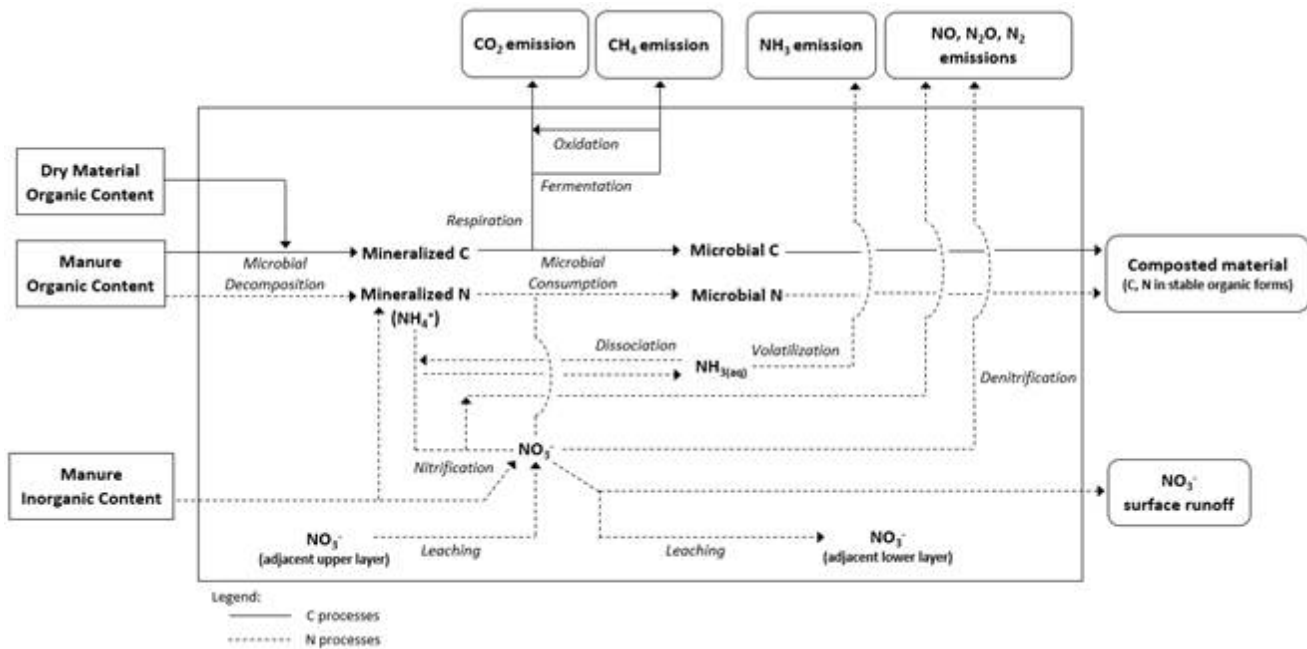 CO₂ emission
CH₄ emission
NH₃ emission
NO, N₂O, N₂
emissions
Oxidation
Fermentation
Dry Material
Organic Content
Respiration
Manure
Organic Content
Microbial
Decomposition
Mineralized C
Microbial
Consumption
Microbial C
Mineralized N
(NH₄⁺)
Microbial N
Composted material
(C, N in stable organic forms)
Dissociation
Volatilization
NH₃(aq)
Denitrification
Manure
Inorganic Content
Nitrification
NO₃⁻
NO₃⁻
surface runoff
NO₃⁻
(adjacent upper layer)
Leaching
Leaching
NO₃⁻
(adjacent lower layer)
Legend:
C processes
N processes